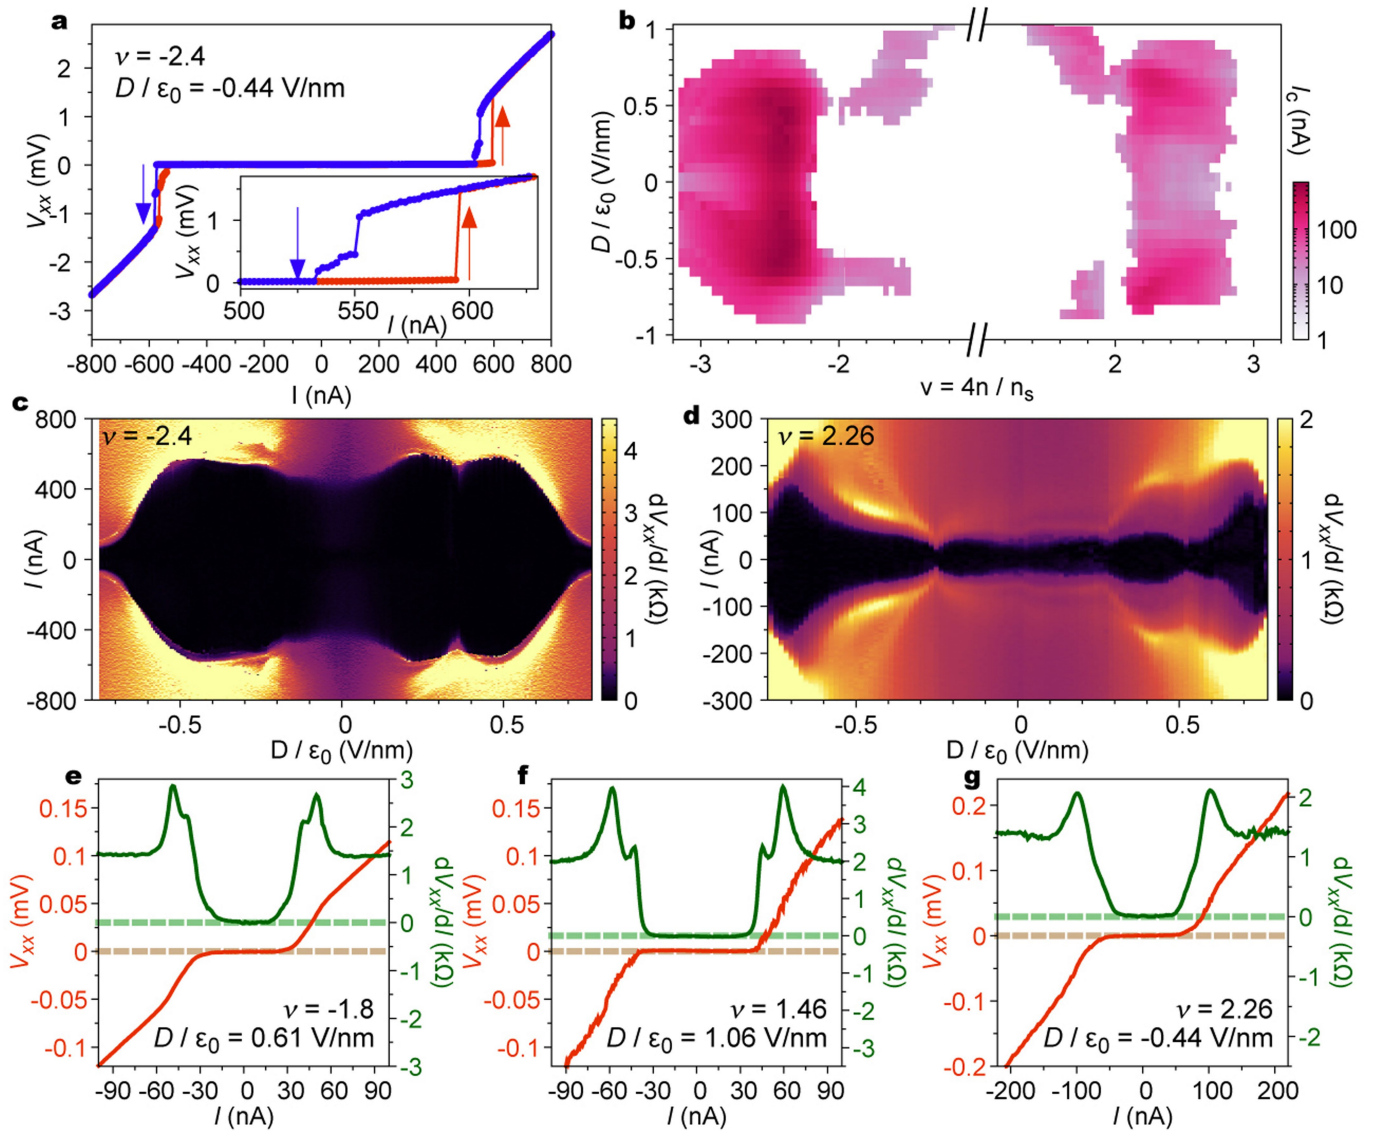 a
ν = -2.4
D / ε0 = -0.44 V/nm
Vxx (mV)
2
1
0
-1
-2
-3
-800 -600 -400 -200 0 200 400 600 800
I (nA)
Vxx (mV)
1
0
500 550 600
I (nA)
b
D / ε0 (V/nm)
1
0.5
0
-0.5
-1
-3 -2 2 3
ν = 4n / ns
Ic (nA)
100
10
1
c
ν = -2.4
I (nA)
800
400
0
-400
-800
-0.5 0 0.5
D / ε0 (V/nm)
4
3
2
1
0
dVxx/dI (kΩ)
d
ν = 2.26
I (nA)
300
200
100
0
-100
-200
-300
-0.5 0 0.5
D / ε0 (V/nm)
2
1
0
dVxx/dI (kΩ)
e
Vxx (mV)
0.15
0.1
0.05
0
-0.05
-0.1
3
2
1
0
-1
-2
-3
dVxx/dI (kΩ)
ν = -1.8
D / ε0 = 0.61 V/nm
-90 -60 -30 0 30 60 90
I (nA)
f
Vxx (mV)
0.15
0.1
0.05
0
-0.05
-0.1
4
3
2
1
0
-1
-2
-3
dVxx/dI (kΩ)
ν = 1.46
D / ε0 = 1.06 V/nm
-90 -60 -30 0 30 60 90
I (nA)
g
Vxx (mV)
0.2
0.1
0
-0.1
-0.2
2
1
0
-1
-2
dVxx/dI (kΩ)
ν = 2.26
D / ε0 = -0.44 V/nm
-200 -100 0 100 200
I (nA)